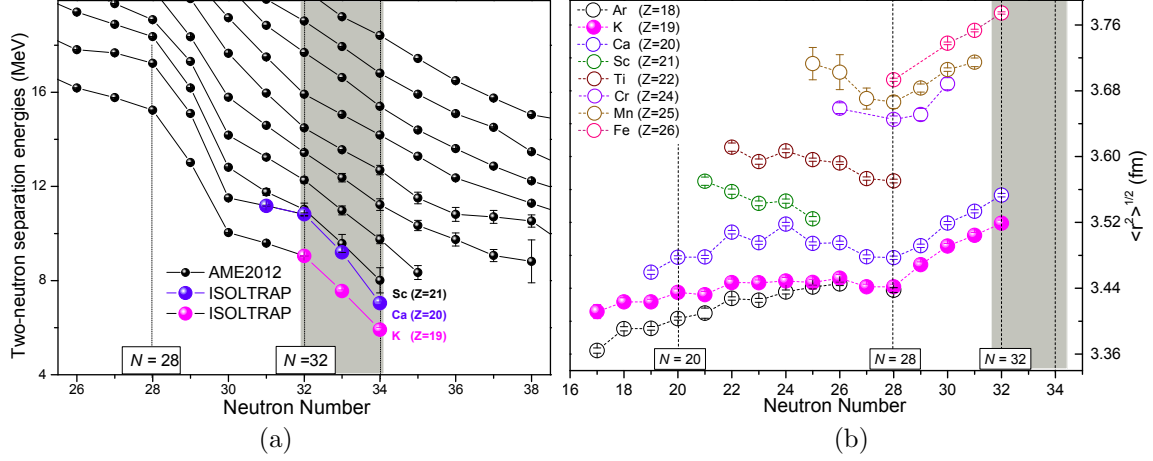 Two-neutron separation energies (MeV)
16
12
8
4
AME2012
ISOLTRAP
ISOLTRAP
Sc (Z=21)
Ca (Z=20)
K (Z=19)
N = 28
N =32
26 28 30 32 34 36 38
Neutron Number
(a)
Ar (Z=18)
K (Z=19)
Ca (Z=20)
Sc (Z=21)
Ti (Z=22)
Cr (Z=24)
Mn (Z=25)
Fe (Z=26)
3.76
3.68
3.60
3.52
3.44
3.36
<r²>¹/² (fm)
N = 20
N = 28
N = 32
16 18 20 22 24 26 28 30 32 34
Neutron Number
(b)